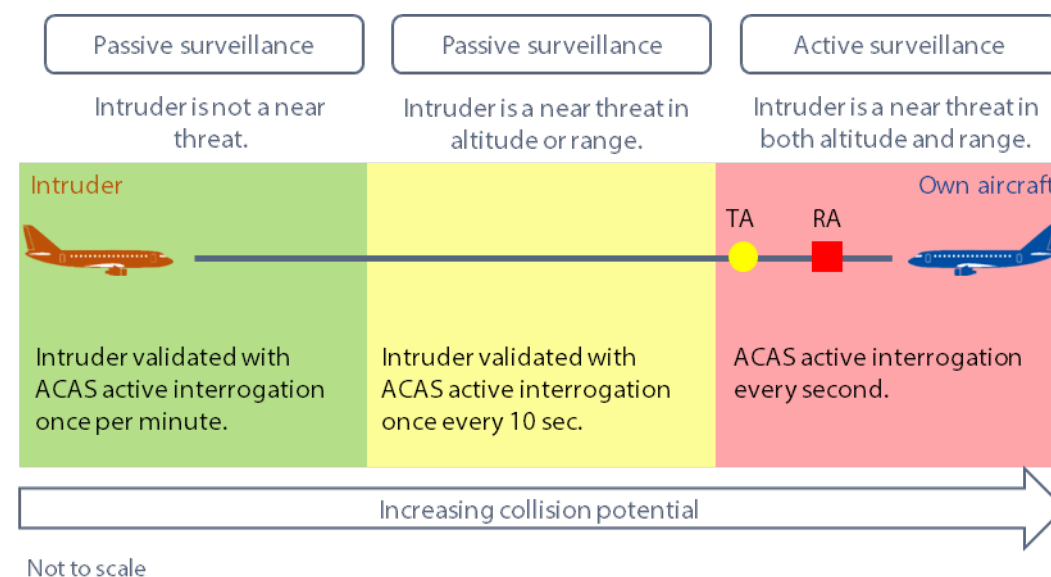 Passive surveillance
Passive surveillance
Active surveillance
Intruder is not a near
threat.
Intruder is a near threat in
altitude or range.
Intruder is a near threat in
both altitude and range.
Intruder
Own aircraft
TA
RA
Intruder validated with
ACAS active interrogation
once per minute.
Intruder validated with
ACAS active interrogation
once every 10 sec.
ACAS active interrogation
every second.
Increasing collision potential
Not to scale